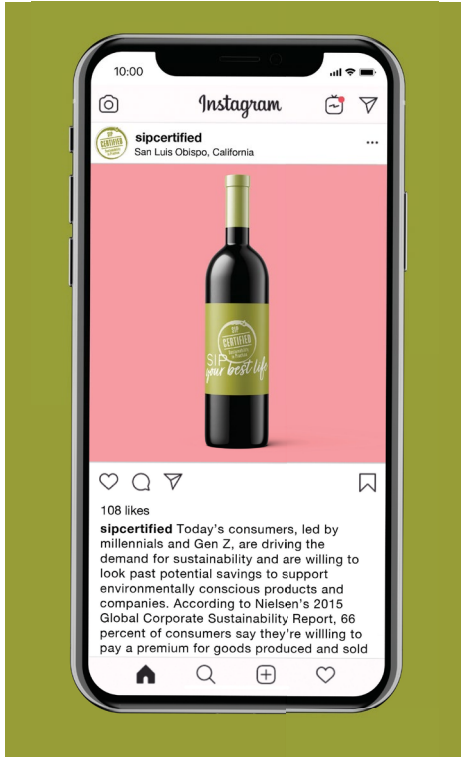 10:00
Instagram
SIP
CERTIFIED
sipcertified
San Luis Obispo, California
SIP
CERTIFIED
SIP
your best life
108 likes
sipcertified Today's consumers, led by
millennials and Gen Z, are driving the
demand for sustainability and are willing to
look past potential savings to support
environmentally conscious products and
companies. According to Nielsen's 2015
Global Corporate Sustainability Report, 66
percent of consumers say they're willling to
pay a premium for goods produced and sold